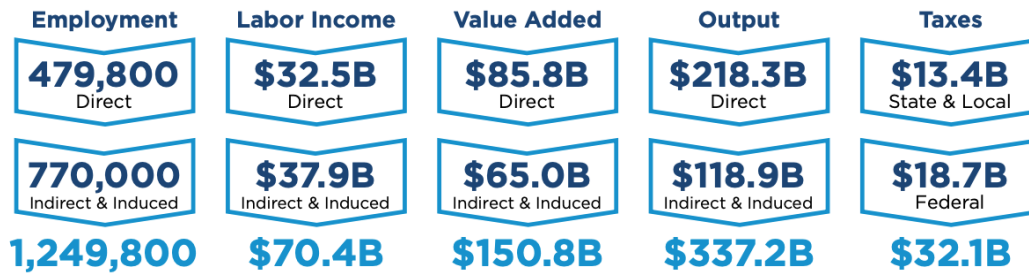 Employment Labor Income Value Added Output Taxes
479,800 $32.5B $85.8B $218.3B $13.4B
Direct Direct Direct Direct State & Local
770,000 $37.9B $65.0B $118.9B $18.7B
Indirect & Induced Indirect & Induced Indirect & Induced Indirect & Induced Federal
1,249,800 $70.4B $150.8B $337.2B $32.1B